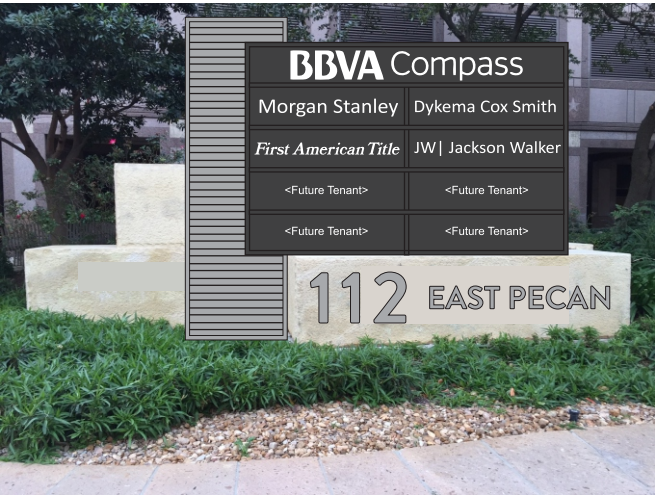 BBVA Compass
Morgan Stanley Dykema Cox Smith
First American Title JW| Jackson Walker
<Future Tenant> <Future Tenant>
<Future Tenant> <Future Tenant>
112 EAST PECAN